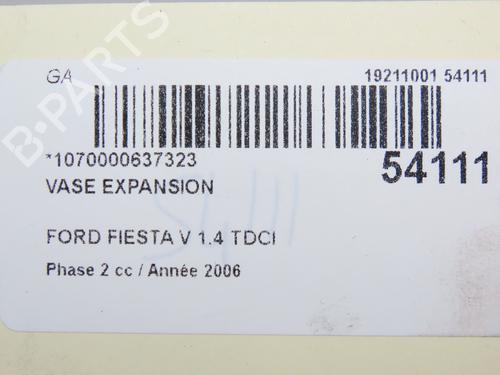 GA 19211001 54111
*1070000637323 54111
VASE EXPANSION
FORD FIESTA V 1.4 TDCI
Phase 2 cc / Année 2006
B-PARTS